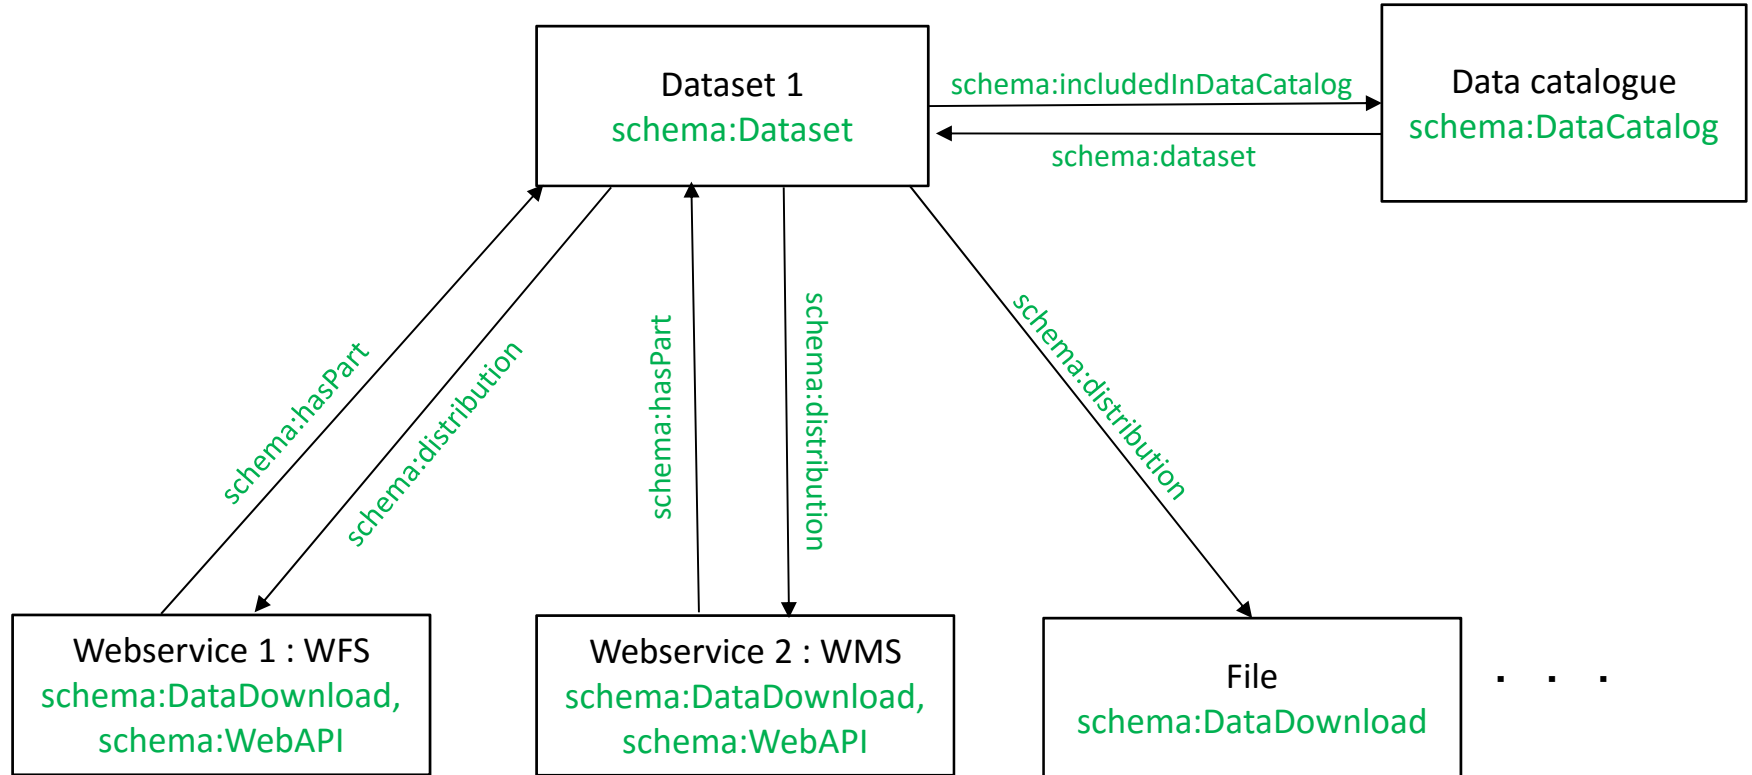 Dataset 1
schema:Dataset
schema:includedInDataCatalog
schema:dataset
Data catalogue
schema:DataCatalog
schema:hasPart
schema:distribution
schema:hasPart
schema:distribution
schema:distribution
Webservice 1 : WFS
schema:DataDownload,
schema:WebAPI
Webservice 2 : WMS
schema:DataDownload,
schema:WebAPI
File
schema:DataDownload
. . .